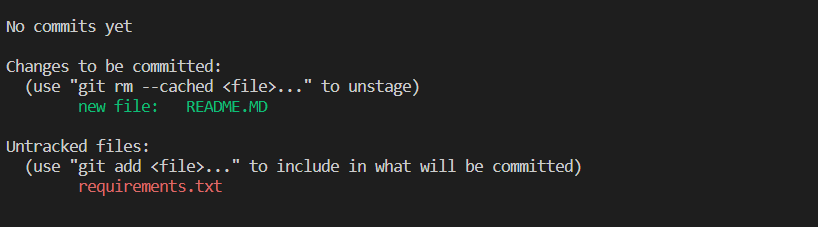 No commits yet
Changes to be committed:
(use "git rm --cached <file>..." to unstage)
new file:   README.MD
Untracked files:
(use "git add <file>..." to include in what will be committed)
requirements.txt